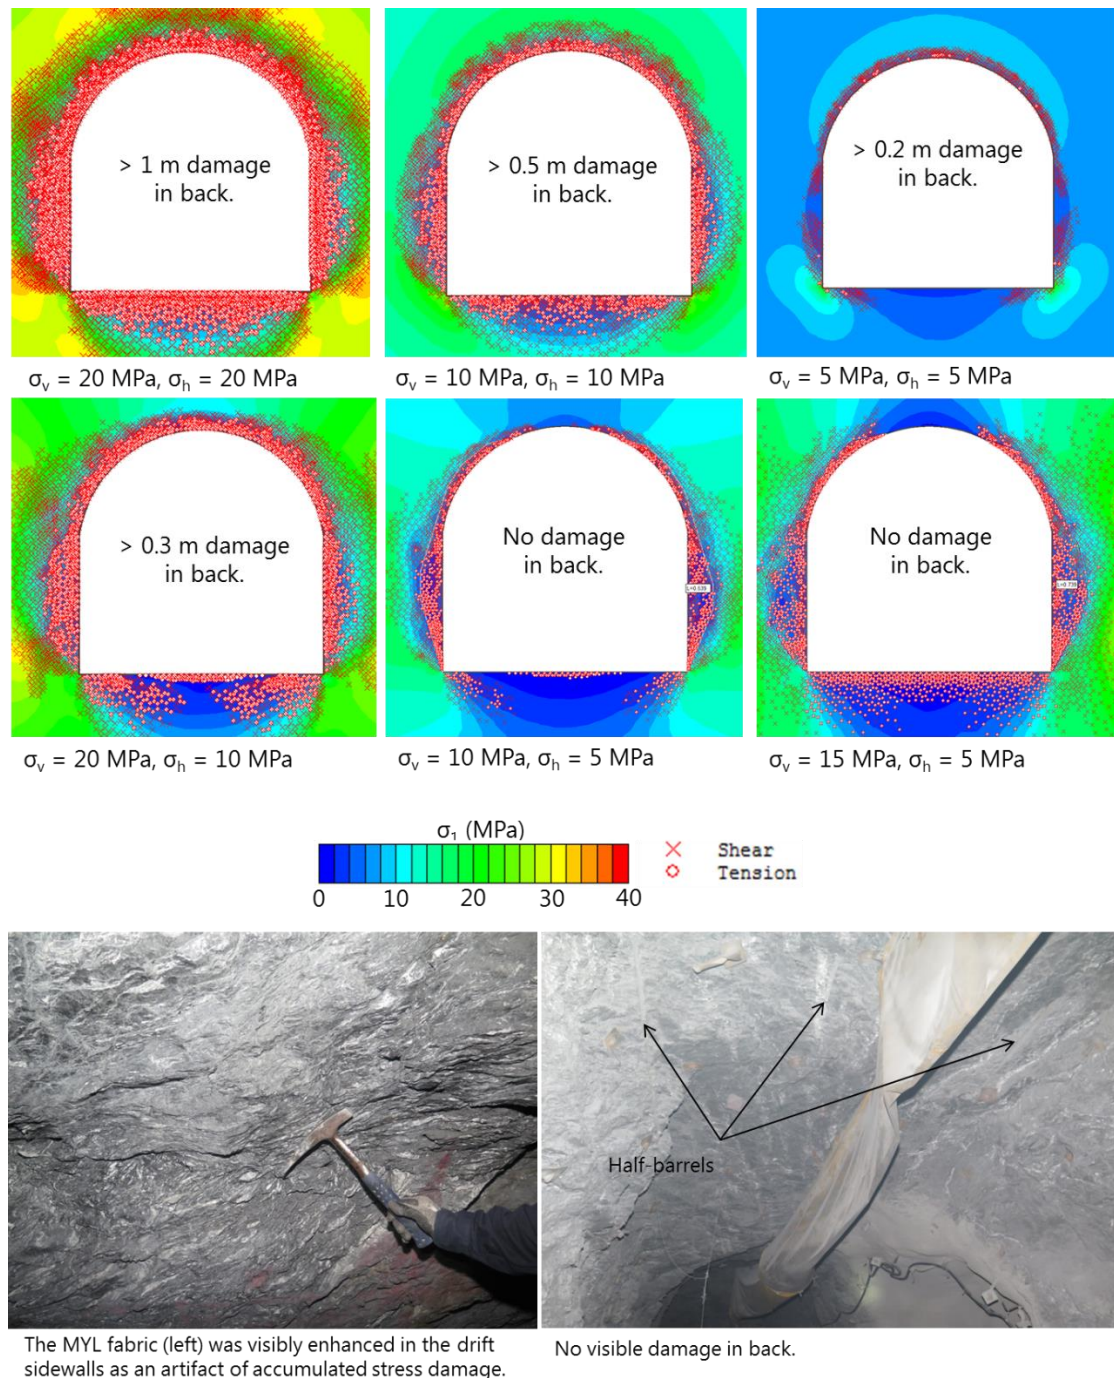 > 1 m damage
in back.
> 0.5 m damage
in back.
> 0.2 m damage
in back.
σv = 20 MPa, σh = 20 MPa
σv = 10 MPa, σh = 10 MPa
σv = 5 MPa, σh = 5 MPa
> 0.3 m damage
in back.
No damage
in back.
No damage
in back.
σv = 20 MPa, σh = 10 MPa
σv = 10 MPa, σh = 5 MPa
σv = 15 MPa, σh = 5 MPa
σ1 (MPa)
0 10 20 30 40
Shear
Tension
Half-barrels
The MYL fabric (left) was visibly enhanced in the drift
sidewalls as an artifact of accumulated stress damage.
No visible damage in back.